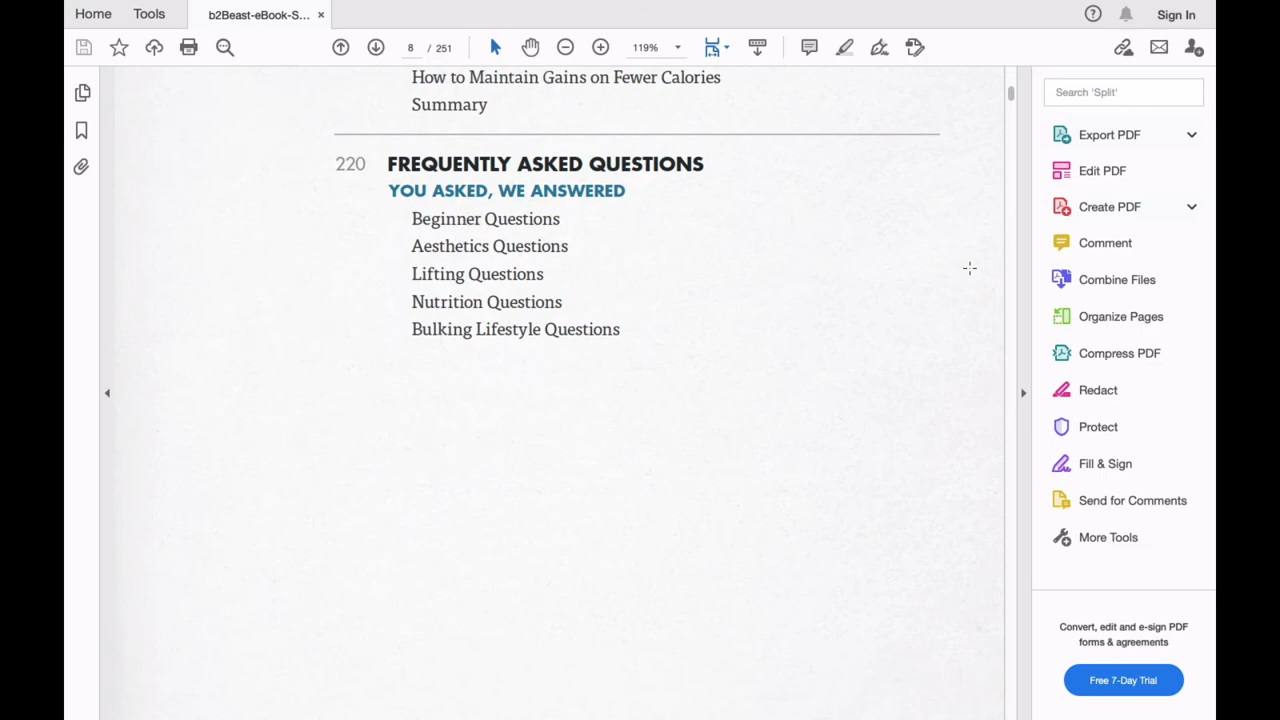 Home Tools b2Beast-eBook-S... × Sign In
8 / 251 119%
How to Maintain Gains on Fewer Calories
Summary
220 FREQUENTLY ASKED QUESTIONS
YOU ASKED, WE ANSWERED
Beginner Questions
Aesthetics Questions
Lifting Questions
Nutrition Questions
Bulking Lifestyle Questions
Search 'Split'
Export PDF
Edit PDF
Create PDF
Comment
Combine Files
Organize Pages
Compress PDF
Redact
Protect
Fill & Sign
Send for Comments
More Tools
Convert, edit and e-sign PDF
forms & agreements
Free 7-Day Trial